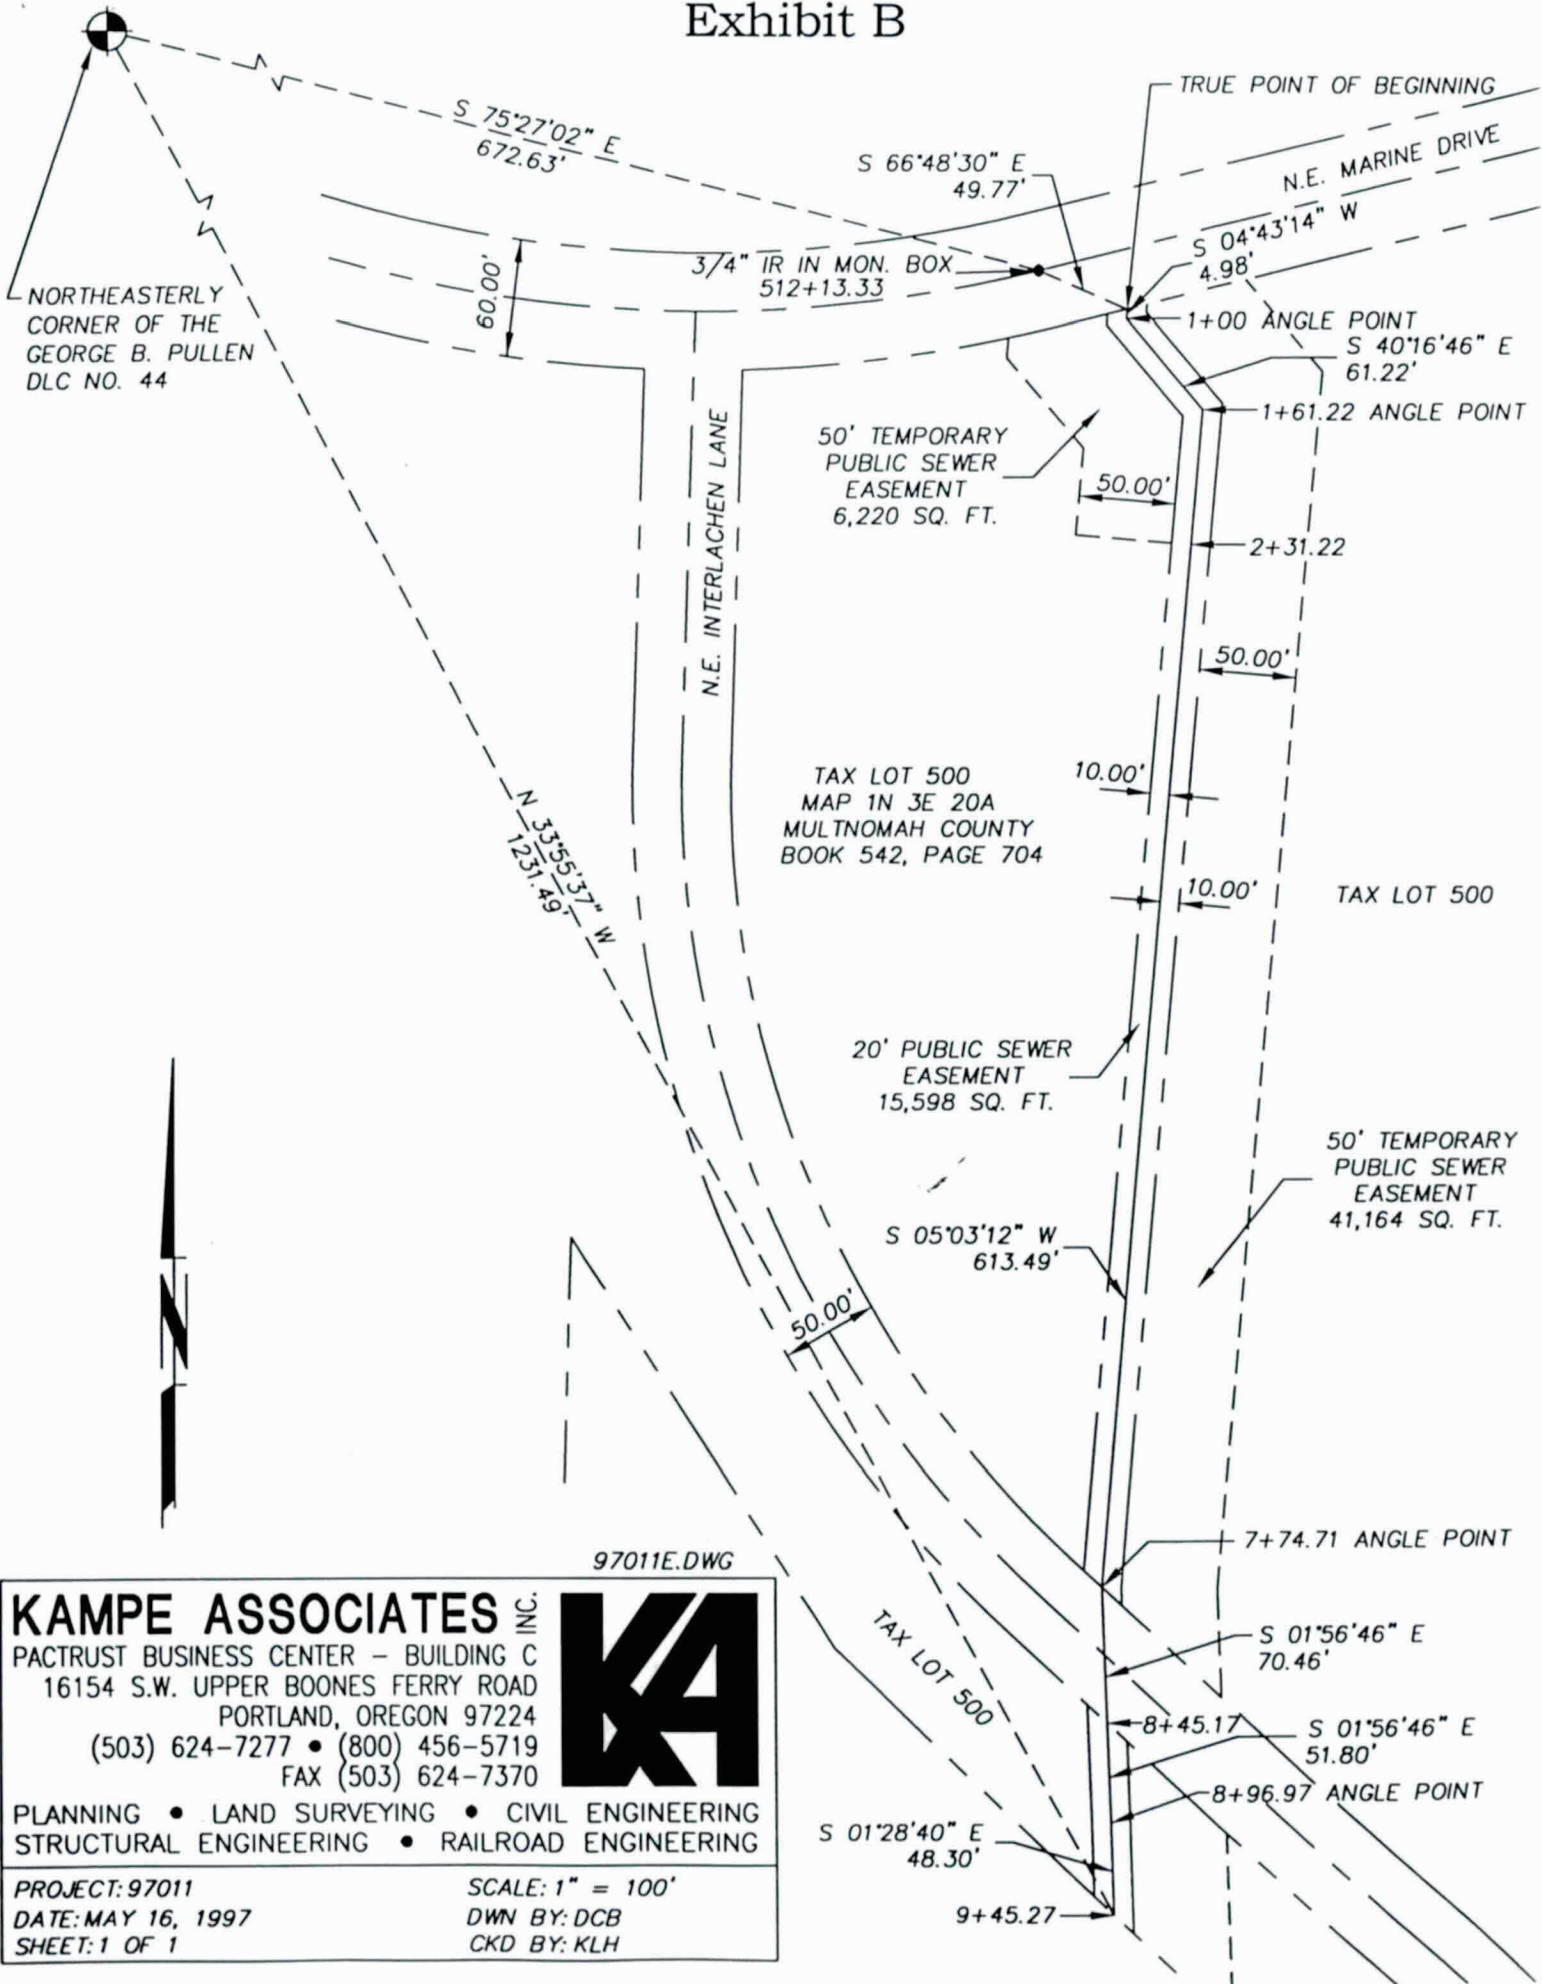 Exhibit B
TRUE POINT OF BEGINNING
S 75°27'02" E
672.63'
S 66°48'30" E
49.77'
N.E. MARINE DRIVE
S 04°43'14" W
4.98'
3/4" IR IN MON. BOX
512+13.33
60.00'
NORTHEASTERLY
CORNER OF THE
GEORGE B. PULLEN
DLC NO. 44
1+00 ANGLE POINT
S 40°16'46" E
61.22'
1+61.22 ANGLE POINT
50' TEMPORARY
PUBLIC SEWER
EASEMENT
6,220 SQ. FT.
50.00'
2+31.22
N.E. INTERLACHEN LANE
50.00'
TAX LOT 500
MAP 1N 3E 20A
MULTNOMAH COUNTY
BOOK 542, PAGE 704
10.00'
10.00'
TAX LOT 500
N 33°55'37" W
1231.49'
20' PUBLIC SEWER
EASEMENT
15,598 SQ. FT.
50' TEMPORARY
PUBLIC SEWER
EASEMENT
41,164 SQ. FT.
S 05°03'12" W
613.49'
50.00'
N
7+74.71 ANGLE POINT
97011E.DWG
TAX LOT 500
S 01°56'46" E
70.46'
8+45.17
S 01°56'46" E
51.80'
8+96.97 ANGLE POINT
S 01°28'40" E
48.30'
9+45.27
KAMPE ASSOCIATES INC.
KA
PACTRUST BUSINESS CENTER – BUILDING C
16154 S.W. UPPER BOONES FERRY ROAD
PORTLAND, OREGON 97224
(503) 624-7277 • (800) 456-5719
FAX (503) 624-7370
PLANNING • LAND SURVEYING • CIVIL ENGINEERING
STRUCTURAL ENGINEERING • RAILROAD ENGINEERING
PROJECT: 97011 SCALE: 1" = 100'
DATE: MAY 16, 1997 DWN BY: DCB
SHEET: 1 OF 1 CKD BY: KLH